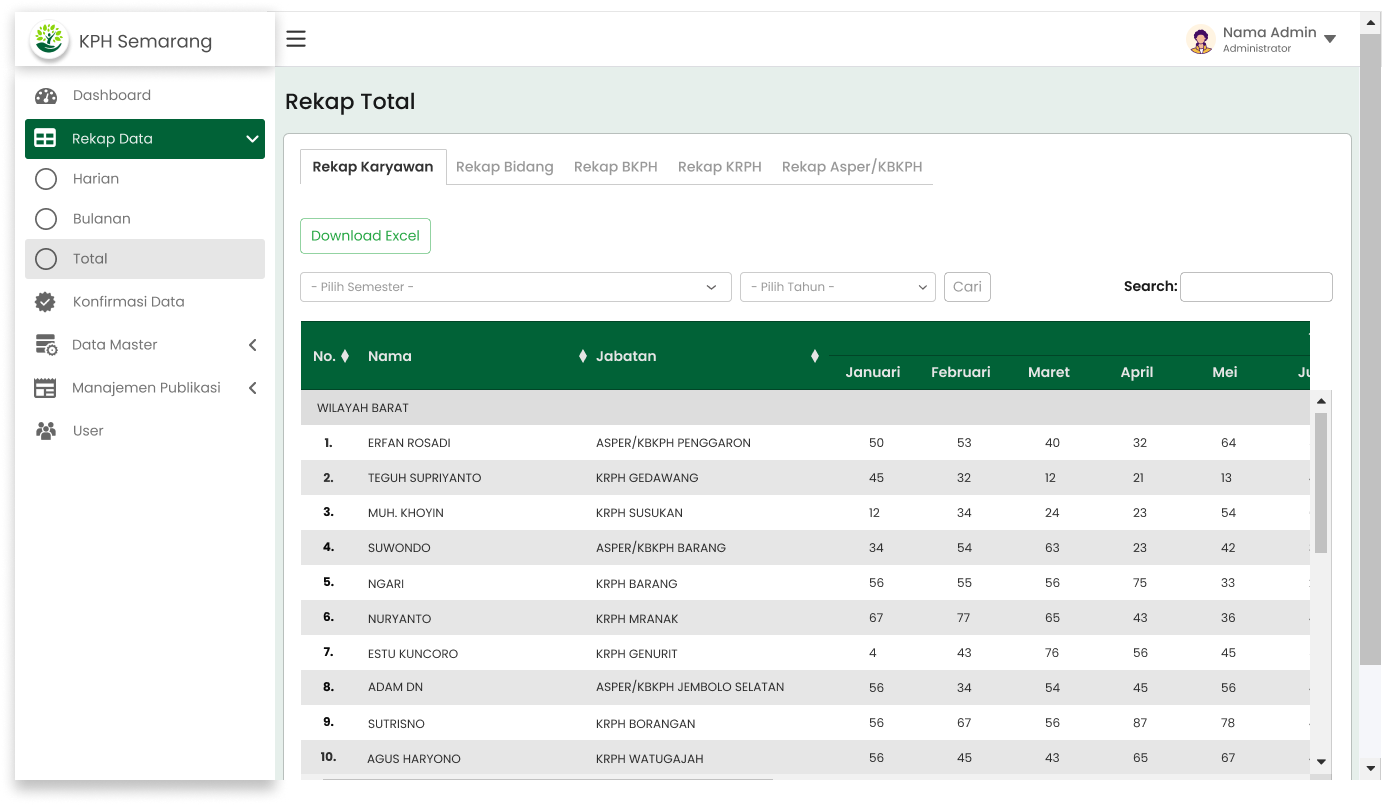 KPH Semarang
Nama Admin
Administrator
Dashboard
Rekap Data
Harian
Bulanan
Total
Konfirmasi Data
Data Master
Manajemen Publikasi
User
Rekap Total
Rekap Karyawan Rekap Bidang Rekap BKPH Rekap KRPH Rekap Asper/KBKPH
Download Excel
- Pilih Semester - - Pilih Tahun - Cari Search:
No. Nama Jabatan
Januari Februari Maret April Mei
WILAYAH BARAT
1. ERFAN ROSADI ASPER/KBKPH PENGGARON 50 53 40 32 64
2. TEGUH SUPRIYANTO KRPH GEDAWANG 45 32 12 21 13
3. MUH. KHOYIN KRPH SUSUKAN 12 34 24 23 54
4. SUWONDO ASPER/KBKPH BARANG 34 54 63 23 42
5. NGARI KRPH BARANG 56 55 56 75 33
6. NURYANTO KRPH MRANAK 67 77 65 43 36
7. ESTU KUNCORO KRPH GENURIT 4 43 76 56 45
8. ADAM DN ASPER/KBKPH JEMBOLO SELATAN 56 34 54 45 56
9. SUTRISNO KRPH BORANGAN 56 67 56 87 78
10. AGUS HARYONO KRPH WATUGAJAH 56 45 43 65 67